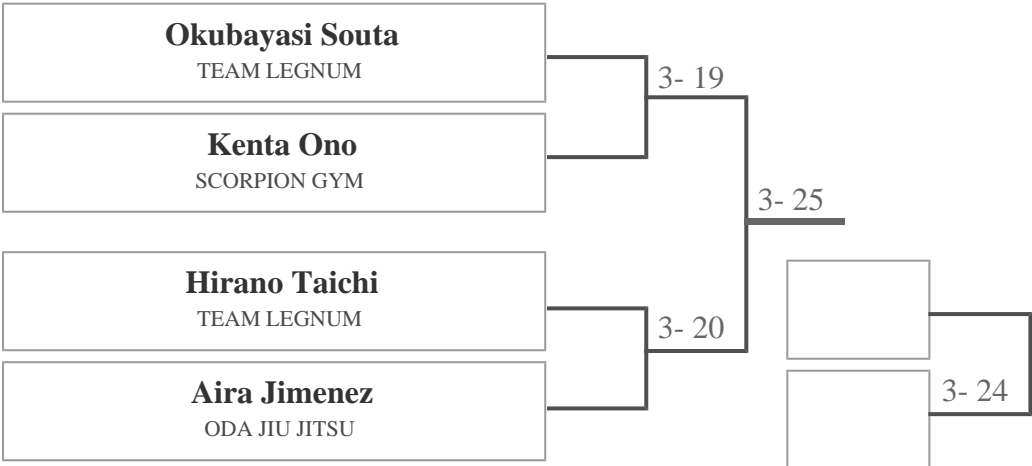 Okubayasi Souta
TEAM LEGNUM
3- 19
Kenta Ono
SCORPION GYM
3- 25
Hirano Taichi
TEAM LEGNUM
3- 20
Aira Jimenez
ODA JIU JITSU
3- 24